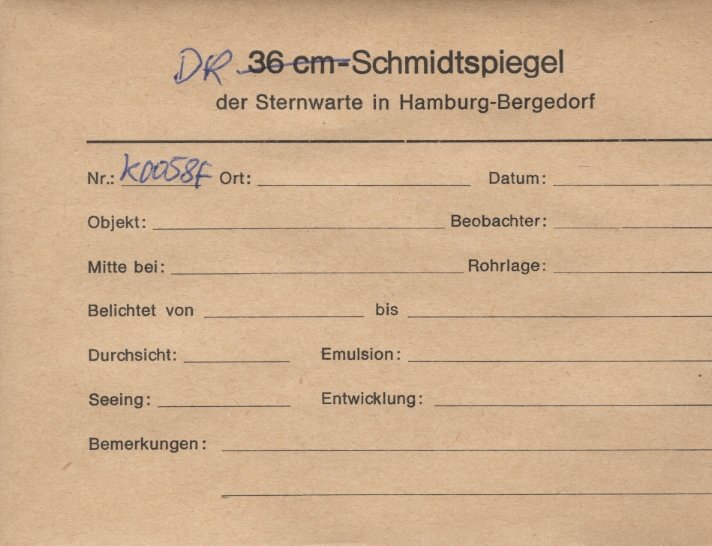 DR 36 cm-Schmidtspiegel
der Sternwarte in Hamburg-Bergedorf
Nr.: K0058F Ort: Datum:
Objekt: Beobachter:
Mitte bei: Rohrlage:
Belichtet von bis
Durchsicht: Emulsion:
Seeing: Entwicklung:
Bemerkungen: